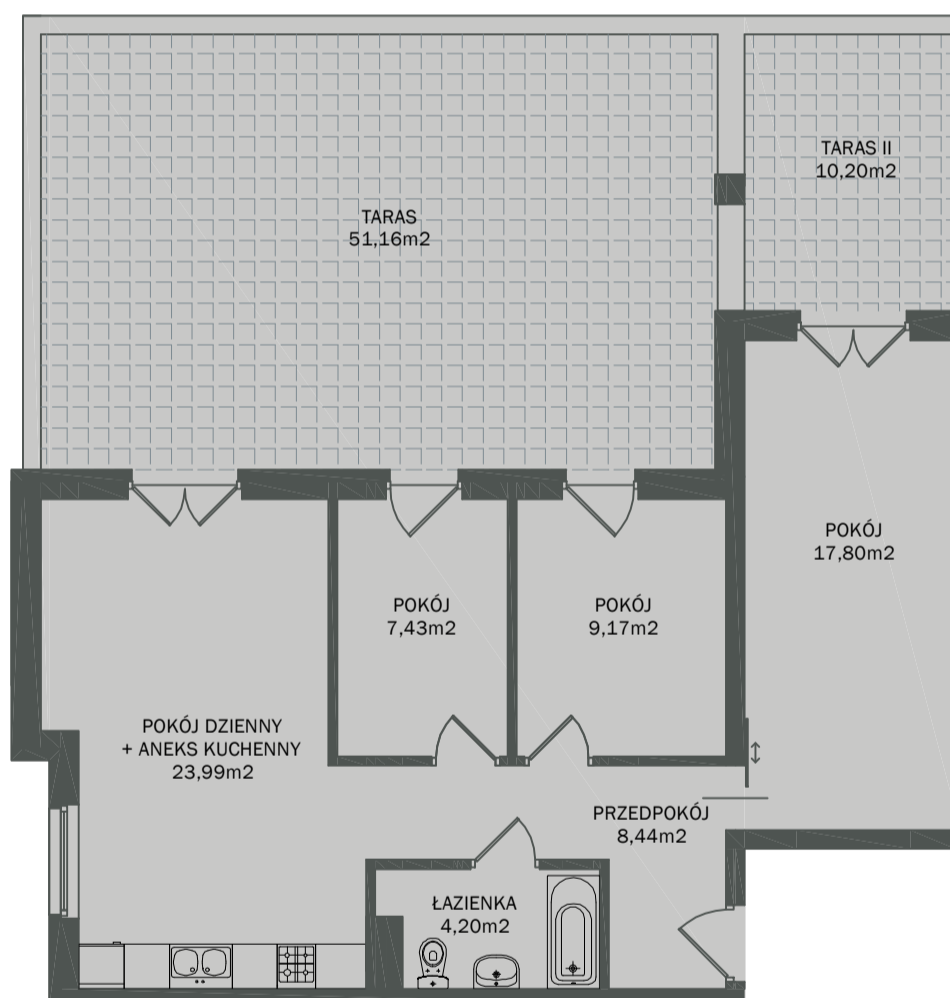 TARAS II
10,20m2
TARAS
51,16m2
POKÓJ
17,80m2
POKÓJ
7,43m2
POKÓJ
9,17m2
POKÓJ DZIENNY
+ ANEKS KUCHENNY
23,99m2
PRZEDPOKÓJ
8,44m2
ŁAZIENKA
4,20m2